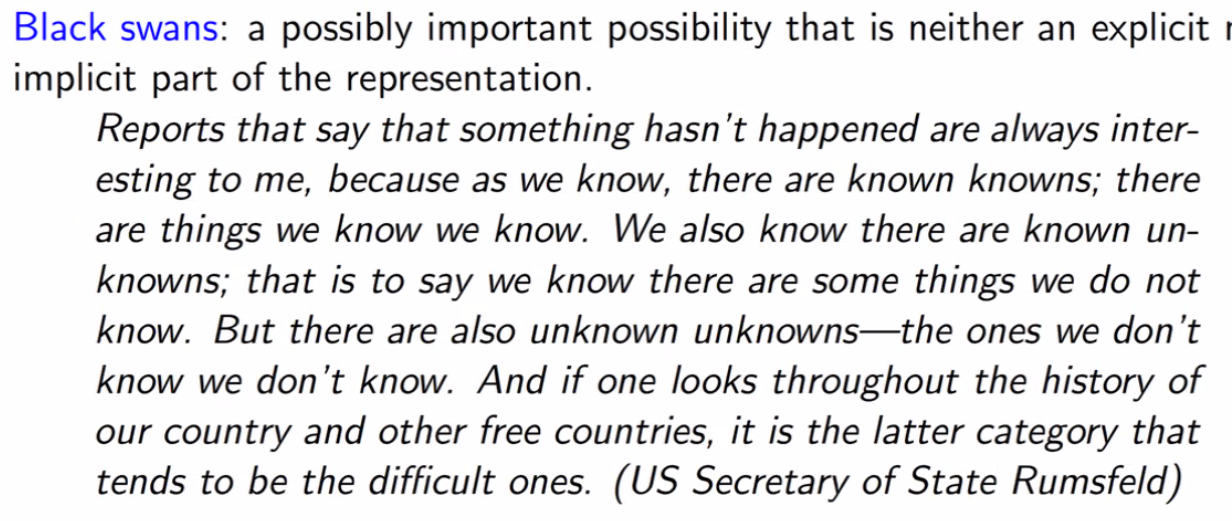 Black swans: a possibly important possibility that is neither an explicit
implicit part of the representation.
Reports that say that something hasn't happened are always inter-
esting to me, because as we know, there are known knowns; there
are things we know we know. We also know there are known un-
knowns; that is to say we know there are some things we do not
know. But there are also unknown unknowns—the ones we don't
know we don't know. And if one looks throughout the history of
our country and other free countries, it is the latter category that
tends to be the difficult ones. (US Secretary of State Rumsfeld)